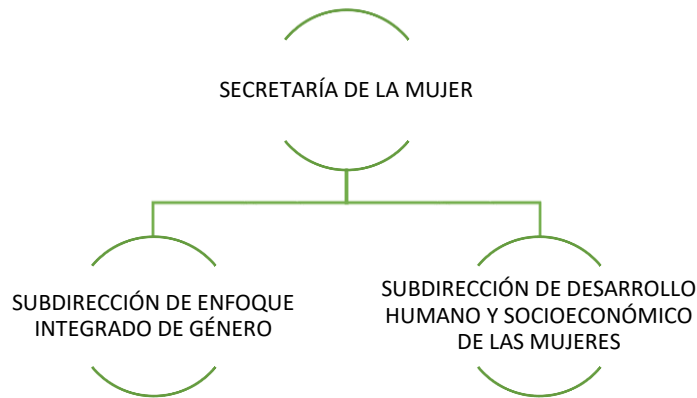 SECRETARÍA DE LA MUJER
SUBDIRECCIÓN DE ENFOQUE
INTEGRADO DE GÉNERO
SUBDIRECCIÓN DE DESARROLLO
HUMANO Y SOCIOECONÓMICO
DE LAS MUJERES